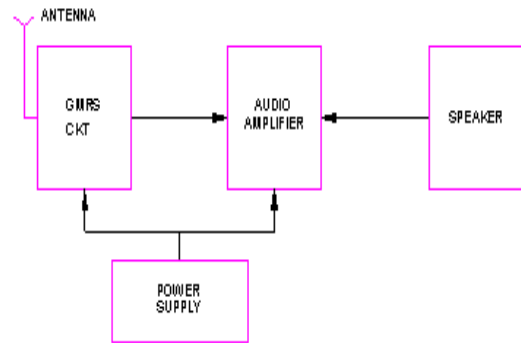 ANTENNA
GMRS
CKT
AUDIO
AMPLIFIER
SPEAKER
POWER
SUPPLY